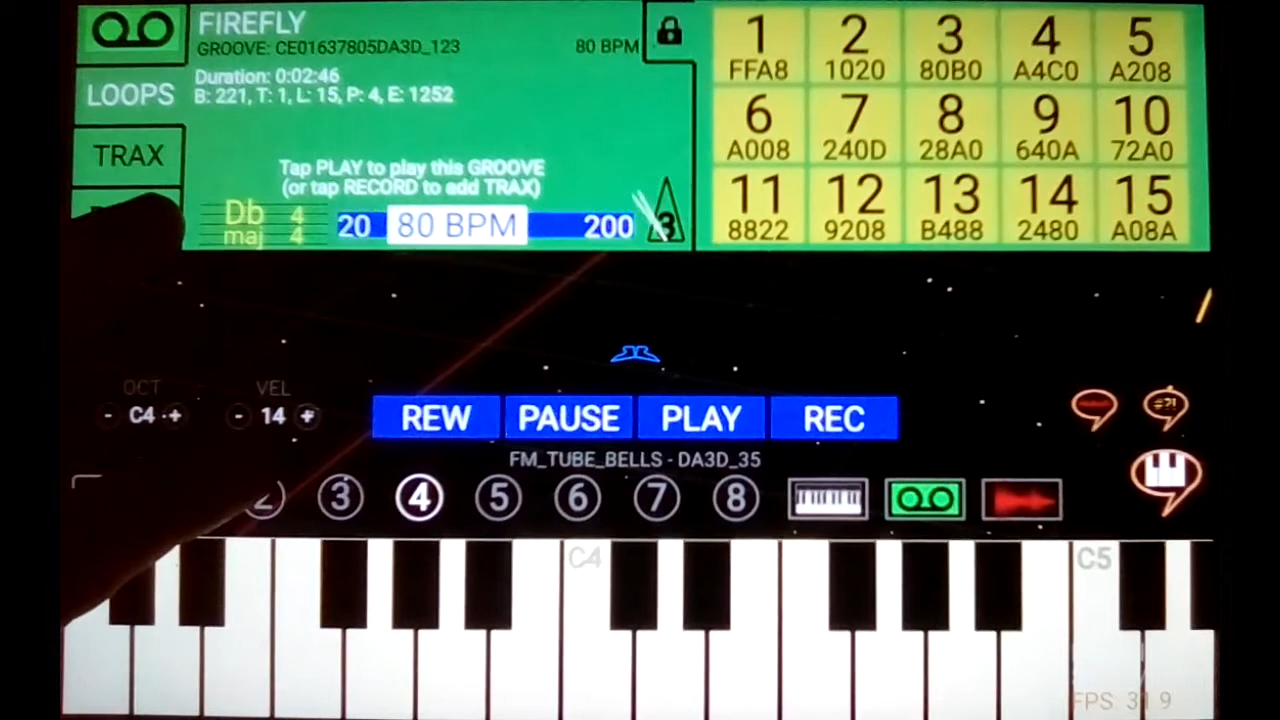 FIREFLY
GROOVE: CE01637805DA3D_123
80 BPM
LOOPS
Duration: 0:02:46
B: 221, T: 1, L: 15, P: 4, E: 1252
TRAX
Tap PLAY to play this GROOVE
(or tap RECORD to add TRAX)
Db 4
maj 4
20 80 BPM 200
3
1 2 3 4 5
FFA8 1020 80B0 A4C0 A208
6 7 8 9 10
A008 240D 28A0 640A 72A0
11 12 13 14 15
8822 9208 B488 2480 A08A
OCT VEL
- C4 + - 14 +
REW PAUSE PLAY REC
#?!
FM_TUBE_BELLS - DA3D_35
2 3 4 5 6 7 8
C4 C5
FPS 31 9